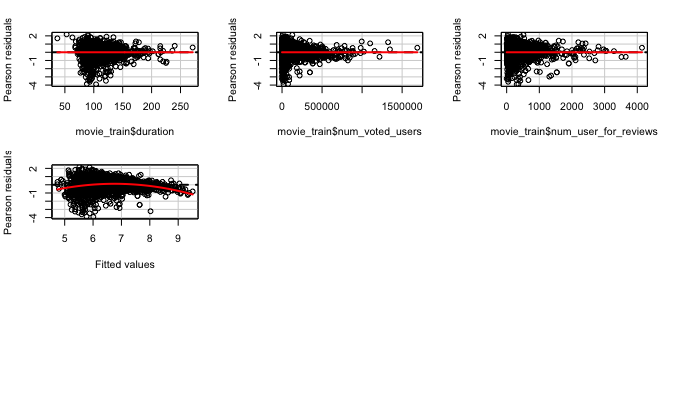 Pearson residuals
2
-1
-4
50 100 150 200 250
movie_train$duration
Pearson residuals
2
-1
-4
0 500000 1500000
movie_train$num_voted_users
Pearson residuals
2
-1
-4
0 1000 2000 3000 4000
movie_train$num_user_for_reviews
Pearson residuals
2
-1
-4
5 6 7 8 9
Fitted values